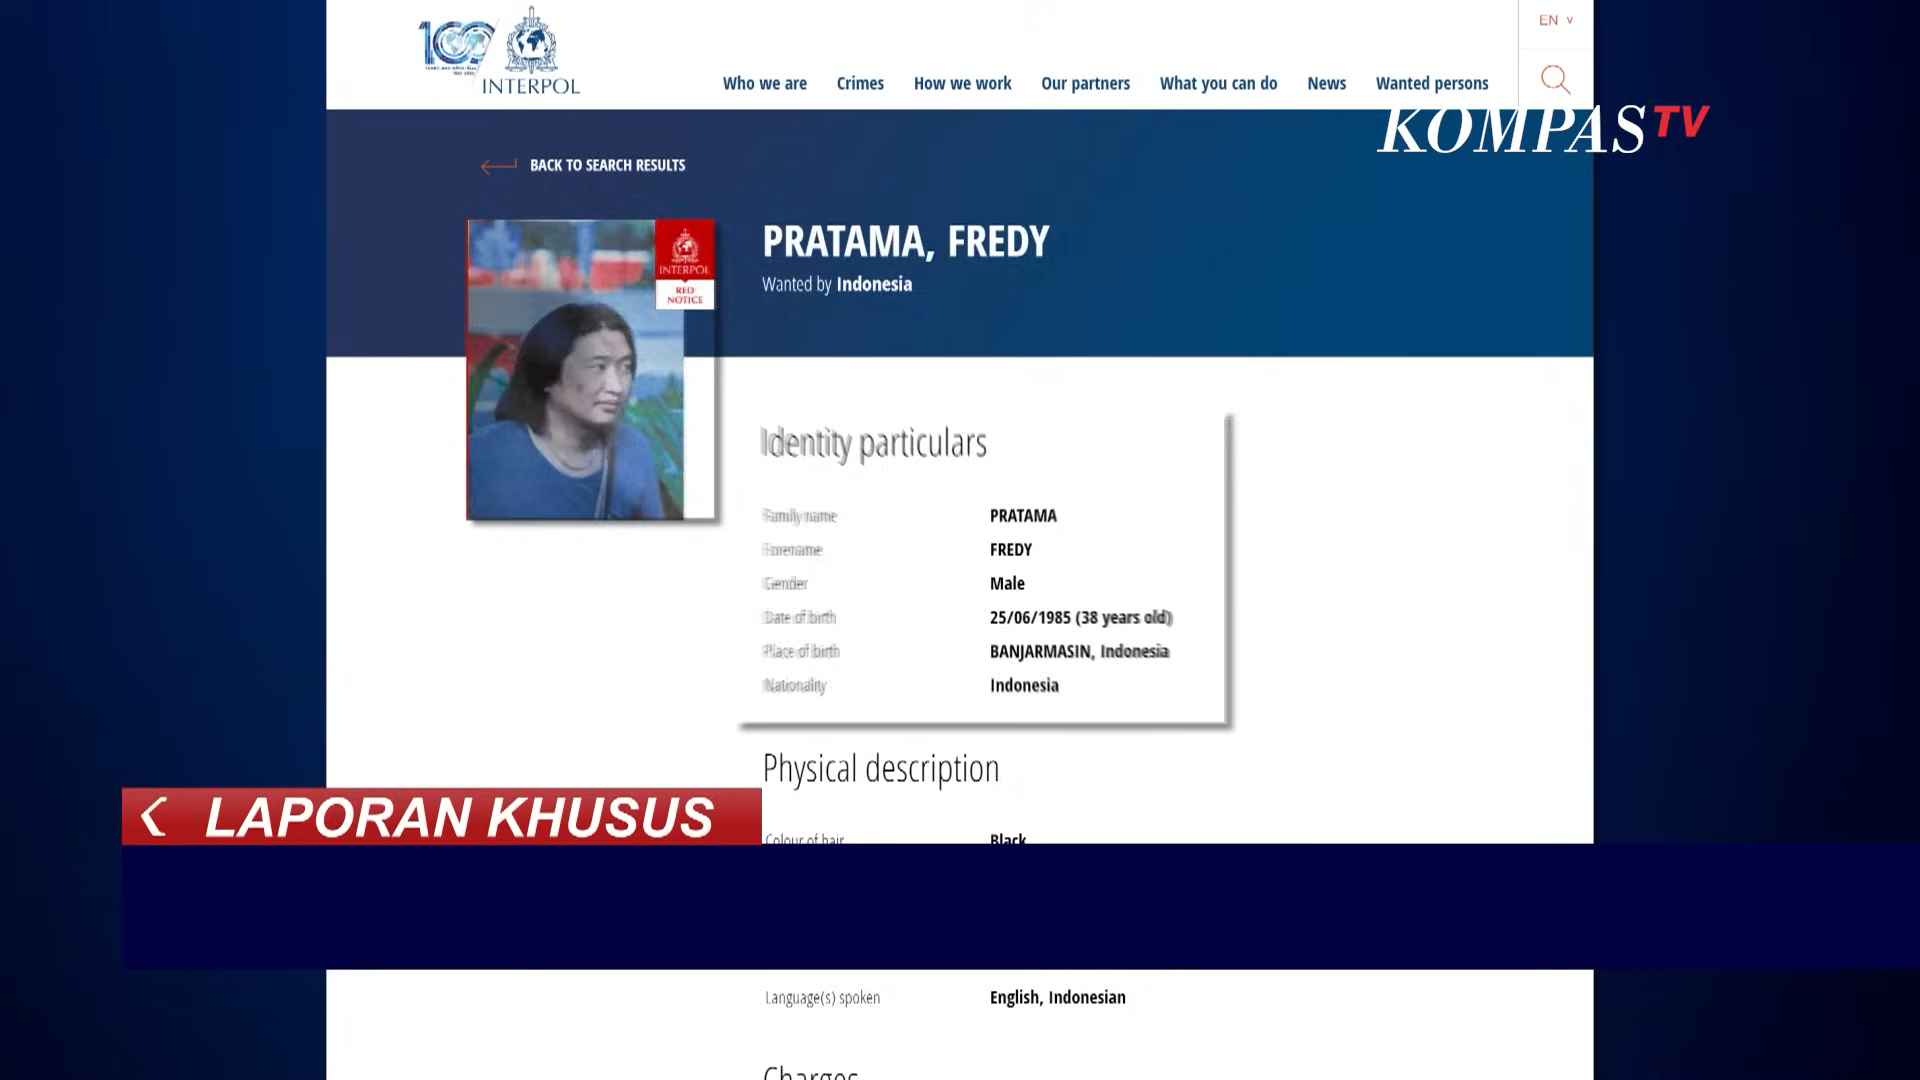 100
INTERPOL
Who we are
Crimes
How we work
Our partners
What you can do
News
Wanted persons
EN
KOMPAS TV
BACK TO SEARCH RESULTS
INTERPOL
RED
NOTICE
PRATAMA, FREDY
Wanted by Indonesia
Identity particulars
Family name PRATAMA
Forename FREDY
Gender Male
Date of birth 25/06/1985 (38 years old)
Place of birth BANJARMASIN, Indonesia
Nationality Indonesia
Physical description
LAPORAN KHUSUS
Colour of hair Black
Language(s) spoken English, Indonesian
Charges